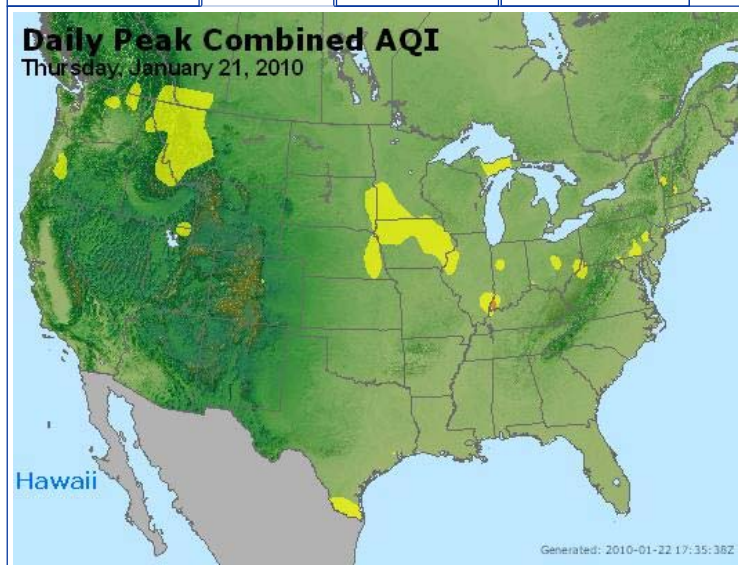 Daily Peak Combined AQI
Thursday, January 21, 2010
Hawaii
Generated: 2010-01-22 17:35:38Z